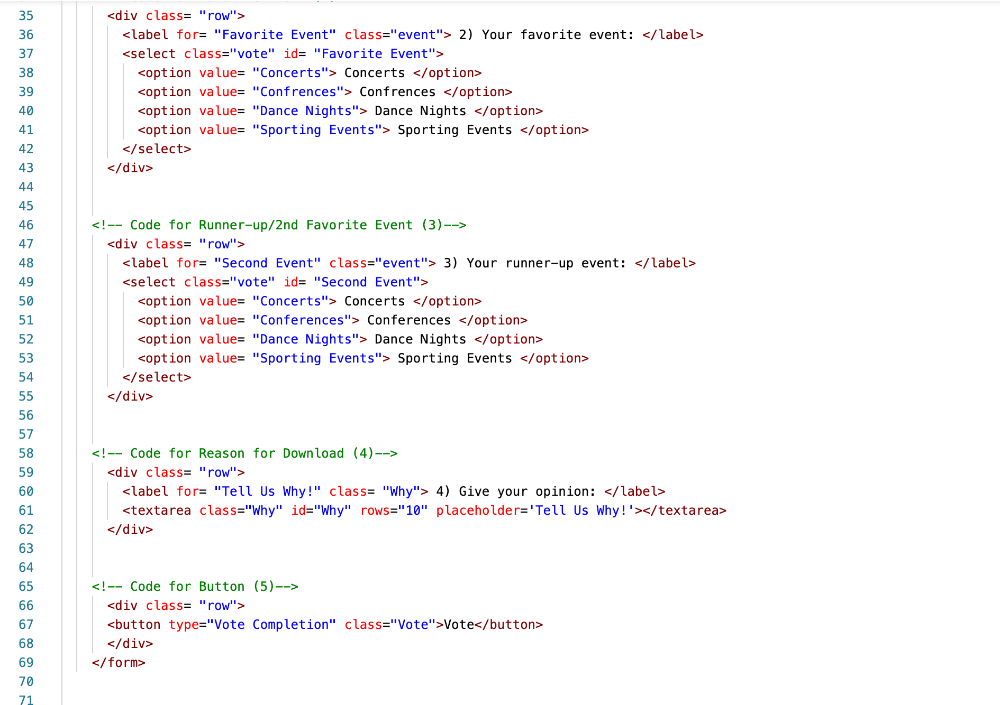 35 <div class= "row">
36 <label for= "Favorite Event" class="event"> 2) Your favorite event: </label>
37 <select class="vote" id= "Favorite Event">
38 <option value= "Concerts"> Concerts </option>
39 <option value= "Confrences"> Confrences </option>
40 <option value= "Dance Nights"> Dance Nights </option>
41 <option value= "Sporting Events"> Sporting Events </option>
42 </select>
43 </div>
44
45
46 <!-- Code for Runner-up/2nd Favorite Event (3)-->
47 <div class= "row">
48 <label for= "Second Event" class="event"> 3) Your runner-up event: </label>
49 <select class="vote" id= "Second Event">
50 <option value= "Concerts"> Concerts </option>
51 <option value= "Conferences"> Conferences </option>
52 <option value= "Dance Nights"> Dance Nights </option>
53 <option value= "Sporting Events"> Sporting Events </option>
54 </select>
55 </div>
56
57
58 <!-- Code for Reason for Download (4)-->
59 <div class= "row">
60 <label for= "Tell Us Why!" class= "Why"> 4) Give your opinion: </label>
61 <textarea class="Why" id="Why" rows="10" placeholder='Tell Us Why!'></textarea>
62 </div>
63
64
65 <!-- Code for Button (5)-->
66 <div class= "row">
67 <button type="Vote Completion" class="Vote">Vote</button>
68 </div>
69 </form>
70
71